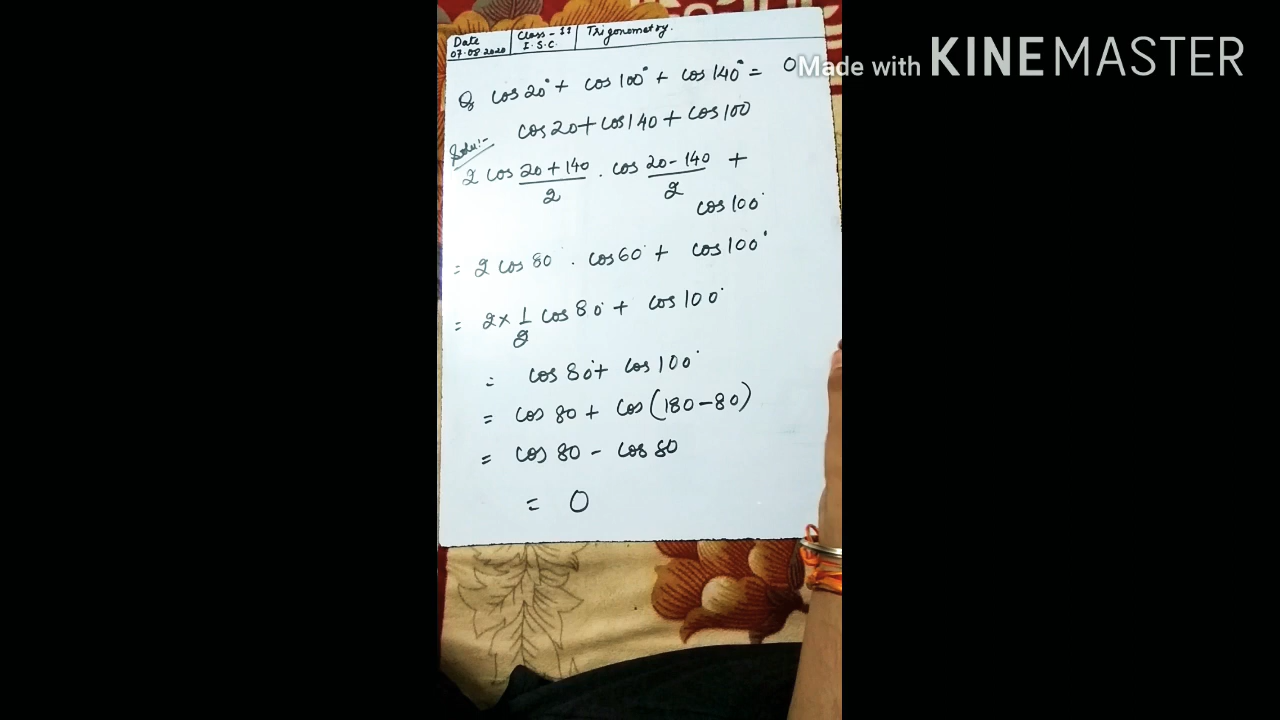 Date 07.08.2020 Class - 11 I.S.C. Trigonometry.
Made with KINEMASTER
Q cos 20° + cos 100° + cos 140° = 0
Solu:- cos 20 + cos 140 + cos 100
2 cos 20 + 140 / 2 . cos 20 - 140 / 2 +
cos 100°
= 2 cos 80 . cos 60° + cos 100°
= 2 × 1/2 cos 80° + cos 100°
= cos 80° + cos 100°
= cos 80 + cos (180 - 80)
= cos 80 - cos 80
= 0